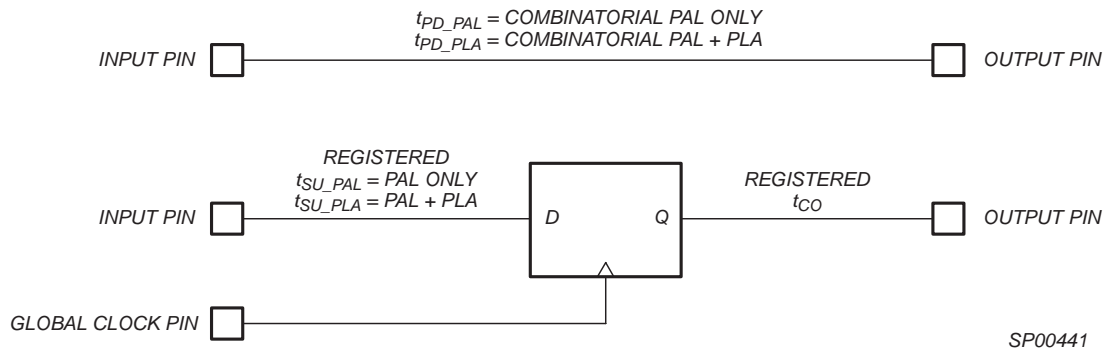 tPD_PAL = COMBINATORIAL PAL ONLY
tPD_PLA = COMBINATORIAL PAL + PLA
INPUT PIN
OUTPUT PIN
REGISTERED
tSU_PAL = PAL ONLY
tSU_PLA = PAL + PLA
REGISTERED
tCO
INPUT PIN
D
Q
OUTPUT PIN
GLOBAL CLOCK PIN
SP00441